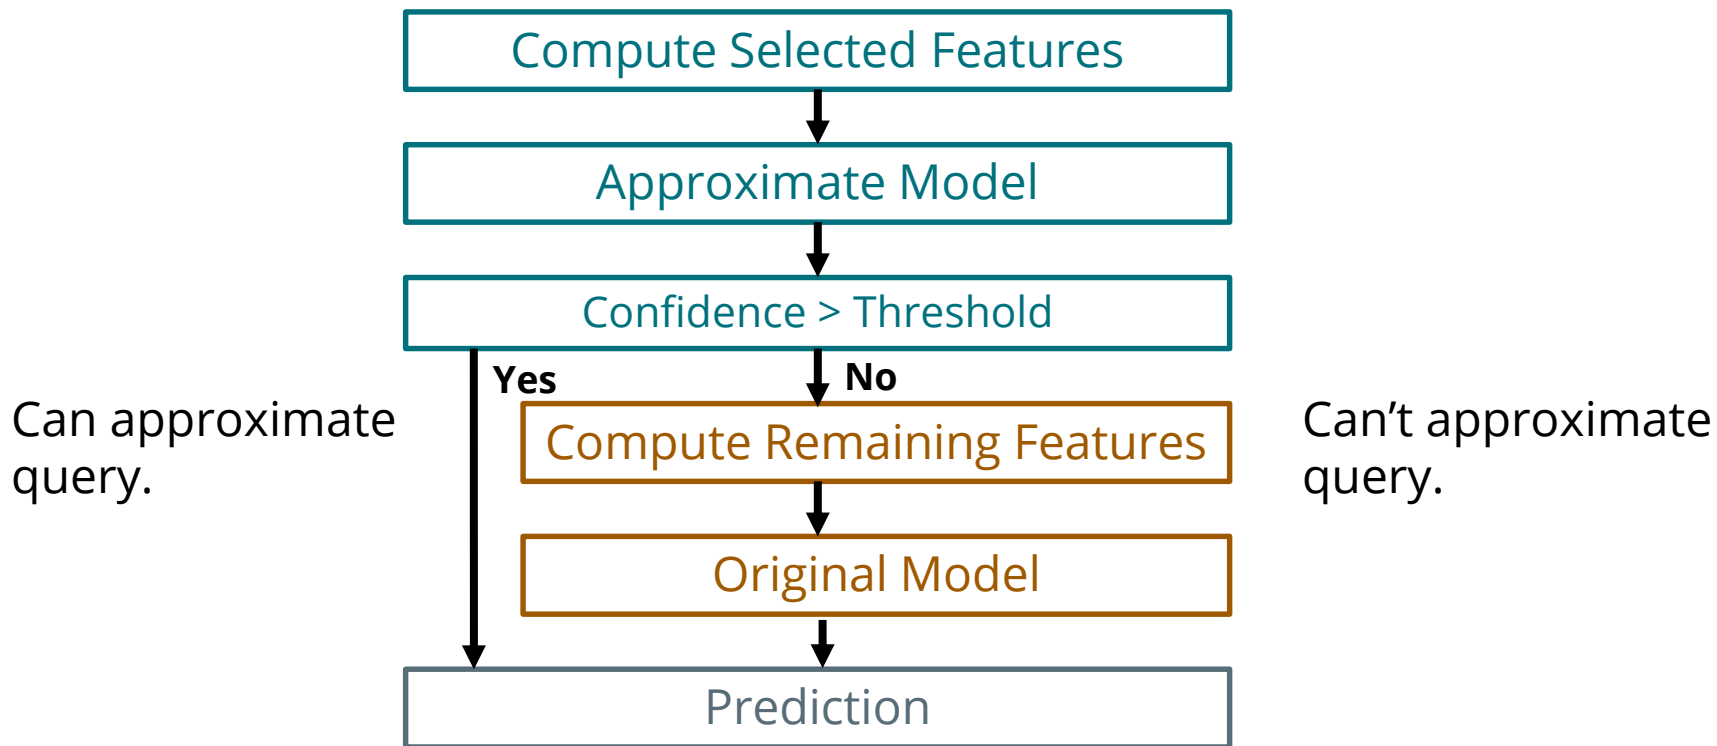 Compute Selected Features
Approximate Model
Confidence > Threshold
Yes
No
Can approximate
query.
Compute Remaining Features
Can’t approximate
query.
Original Model
Prediction